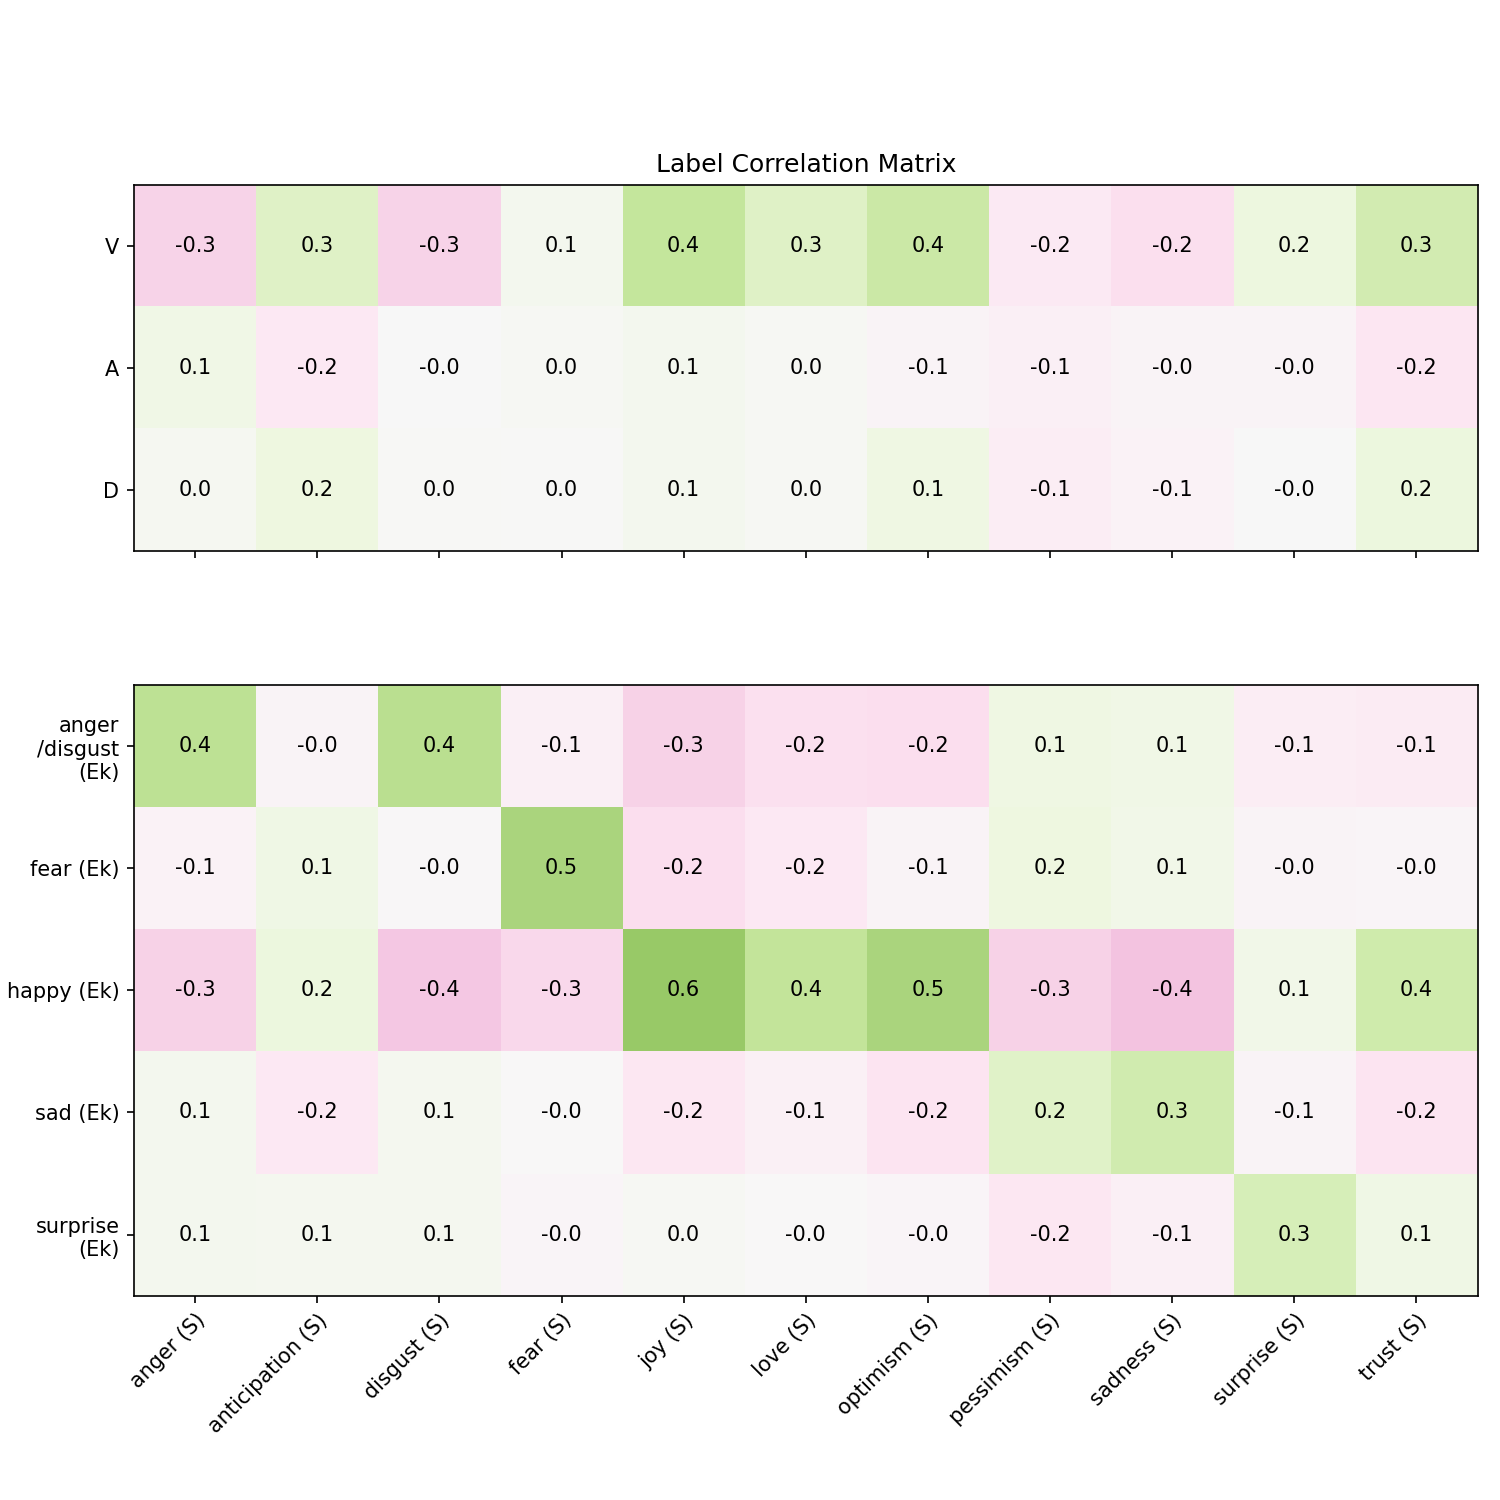 Label Correlation Matrix
V -0.3 0.3 -0.3 0.1 0.4 0.3 0.4 -0.2 -0.2 0.2 0.3
A 0.1 -0.2 -0.0 0.0 0.1 0.0 -0.1 -0.1 -0.0 -0.0 -0.2
D 0.0 0.2 0.0 0.0 0.1 0.0 0.1 -0.1 -0.1 -0.0 0.2
anger
/disgust
(Ek)
0.4 -0.0 0.4 -0.1 -0.3 -0.2 -0.2 0.1 0.1 -0.1 -0.1
fear (Ek) -0.1 0.1 -0.0 0.5 -0.2 -0.2 -0.1 0.2 0.1 -0.0 -0.0
happy (Ek) -0.3 0.2 -0.4 -0.3 0.6 0.4 0.5 -0.3 -0.4 0.1 0.4
sad (Ek) 0.1 -0.2 0.1 -0.0 -0.2 -0.1 -0.2 0.2 0.3 -0.1 -0.2
surprise
(Ek)
0.1 0.1 0.1 -0.0 0.0 -0.0 -0.0 -0.2 -0.1 0.3 0.1
anger (S)
anticipation (S)
disgust (S)
fear (S)
joy (S)
love (S)
optimism (S)
pessimism (S)
sadness (S)
surprise (S)
trust (S)